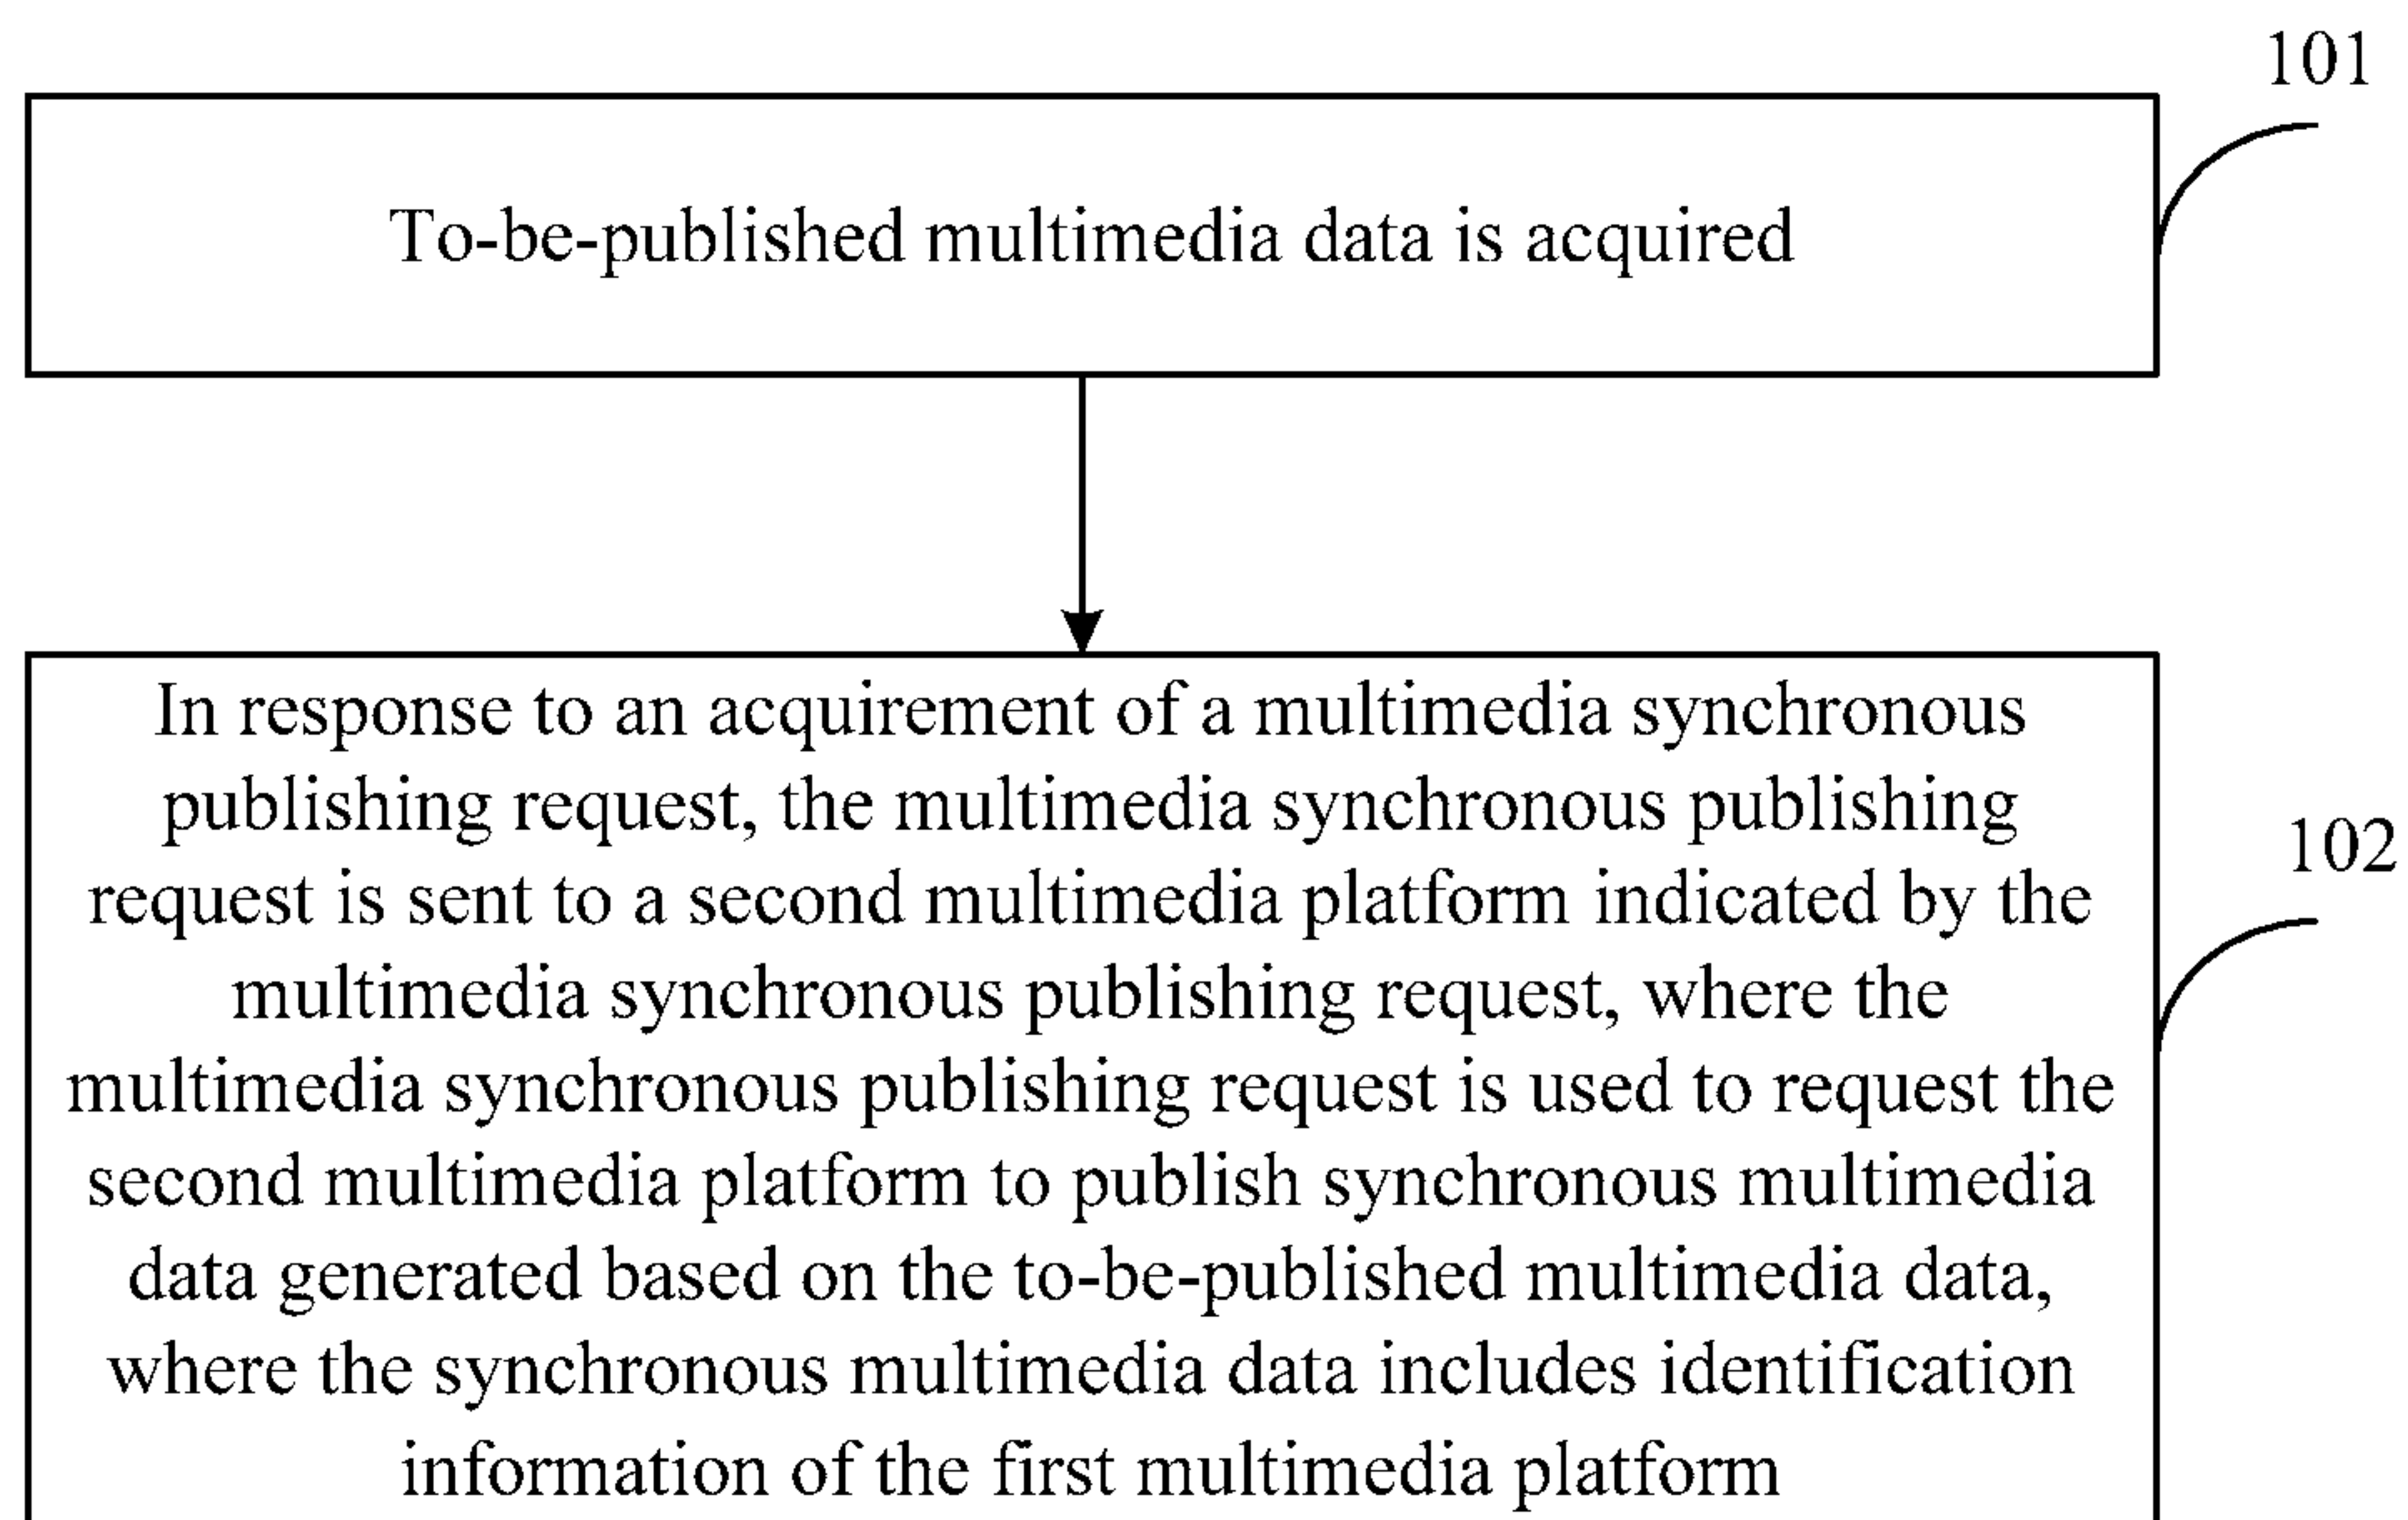 101
To-be-published multimedia data is acquired
In response to an acquirement of a multimedia synchronous
publishing request, the multimedia synchronous publishing
request is sent to a second multimedia platform indicated by the
multimedia synchronous publishing request, where the
multimedia synchronous publishing request is used to request the
second multimedia platform to publish synchronous multimedia
data generated based on the to-be-published multimedia data,
where the synchronous multimedia data includes identification
information of the first multimedia platform
102